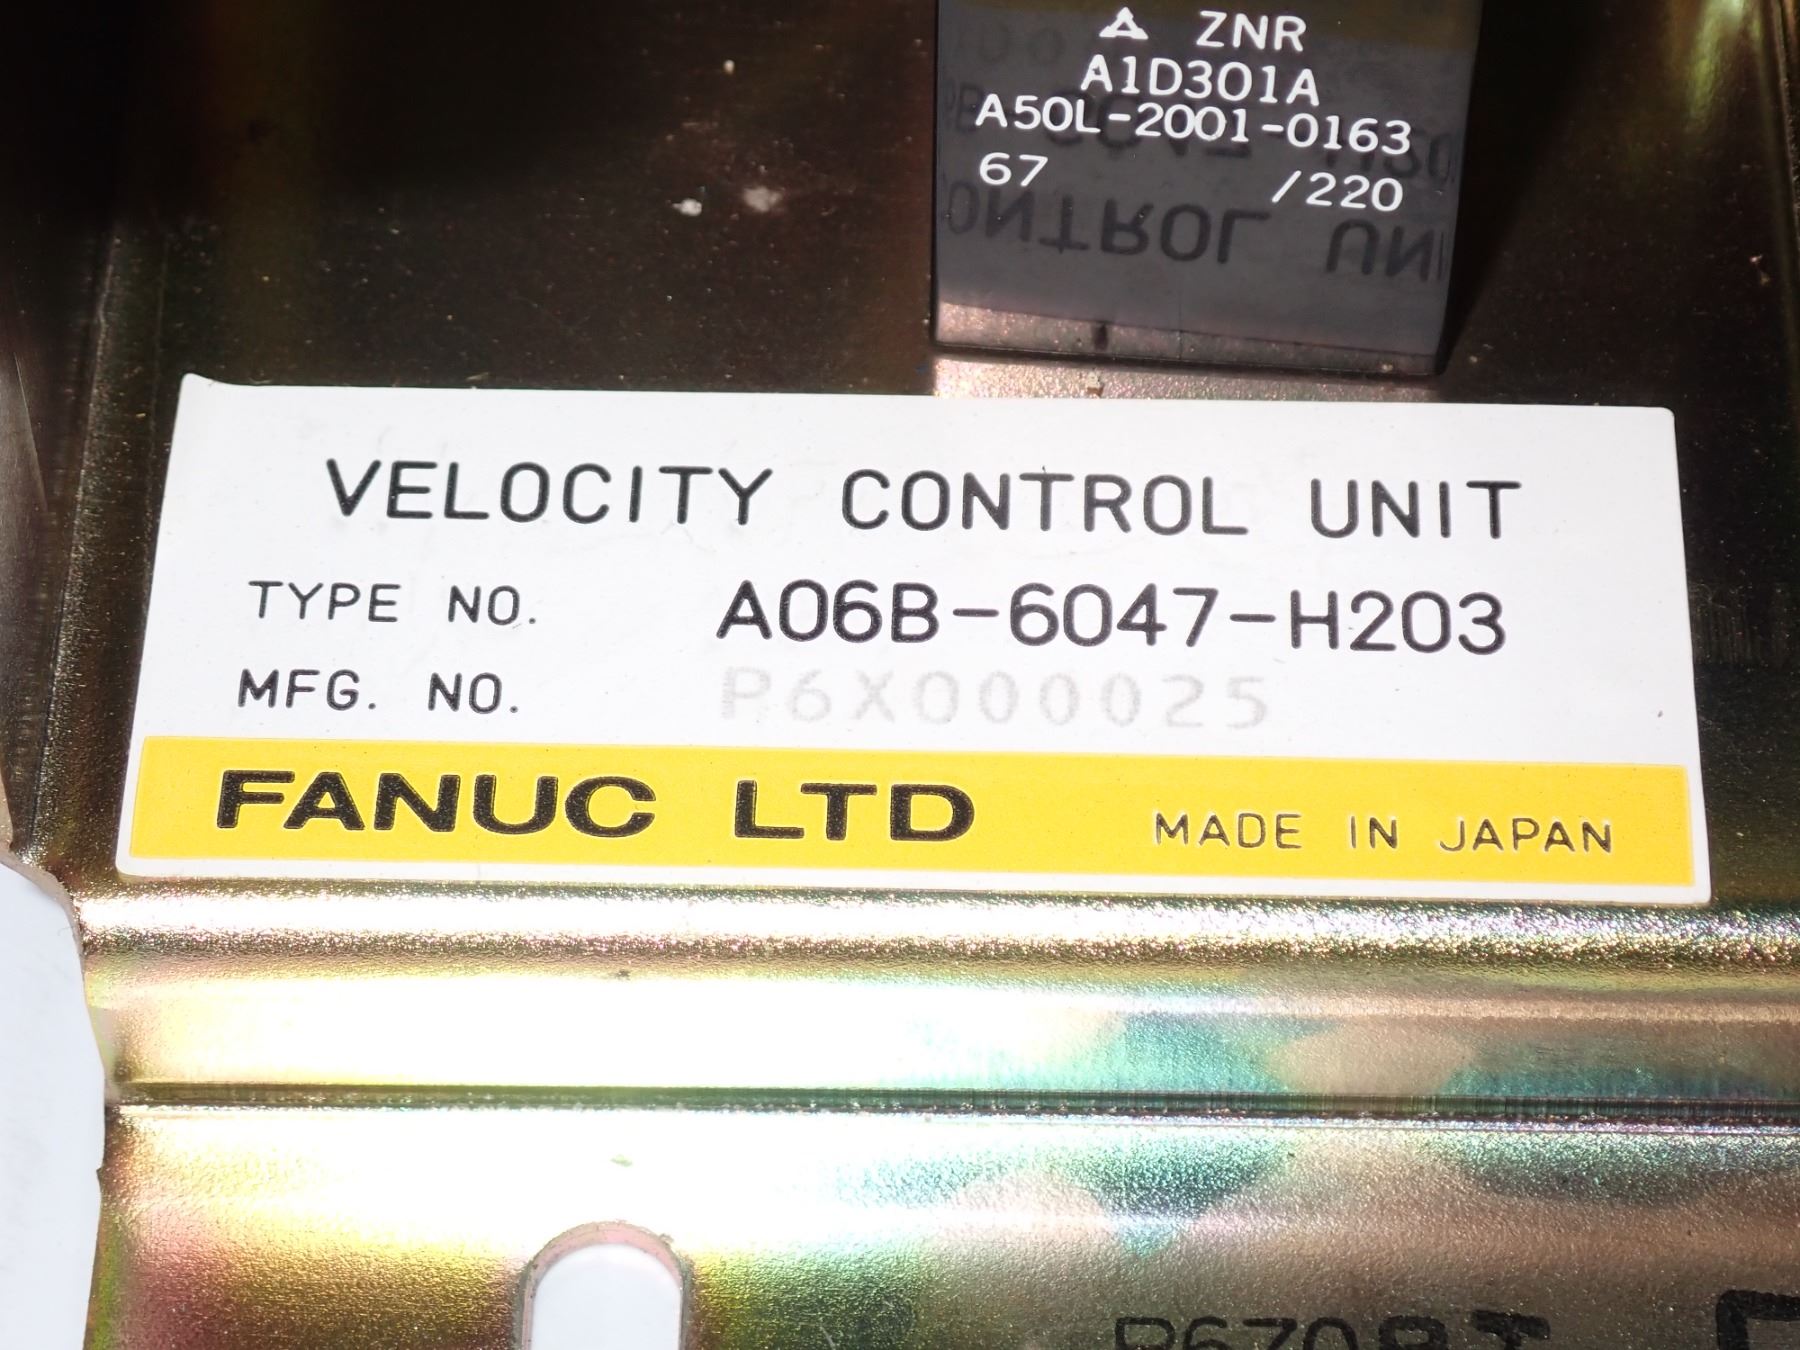 ZNR
A1D301A
A50L-2001-0163
67 /220
VELOCITY CONTROL UNIT
TYPE NO. A06B-6047-H203
MFG. NO. P6X000025
FANUC LTD MADE IN JAPAN